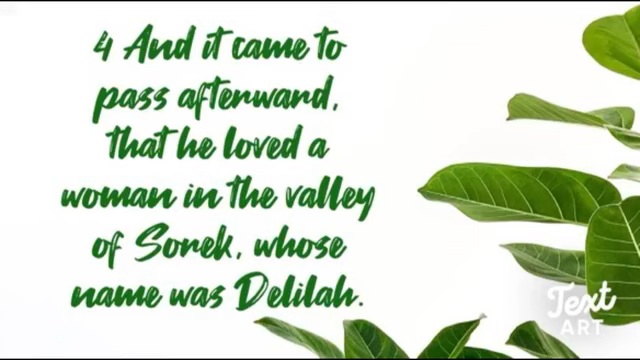 4 And it came to
pass afterward,
that he loved a
woman in the valley
of Sorek, whose
name was Delilah.
Text
ART